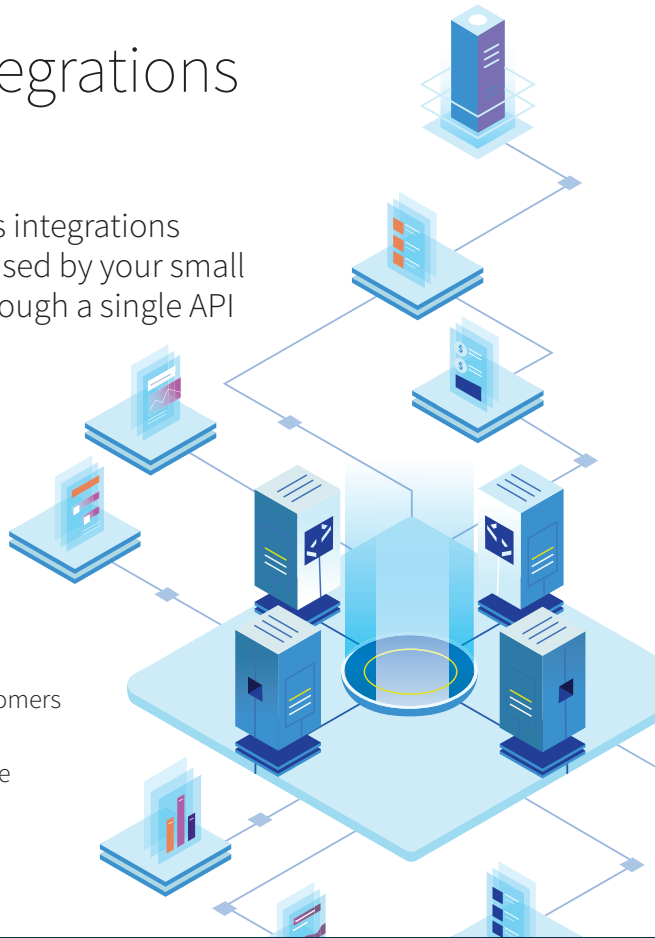 egrations
s integrations
sed by your small
ough a single API
omers
e
$
$